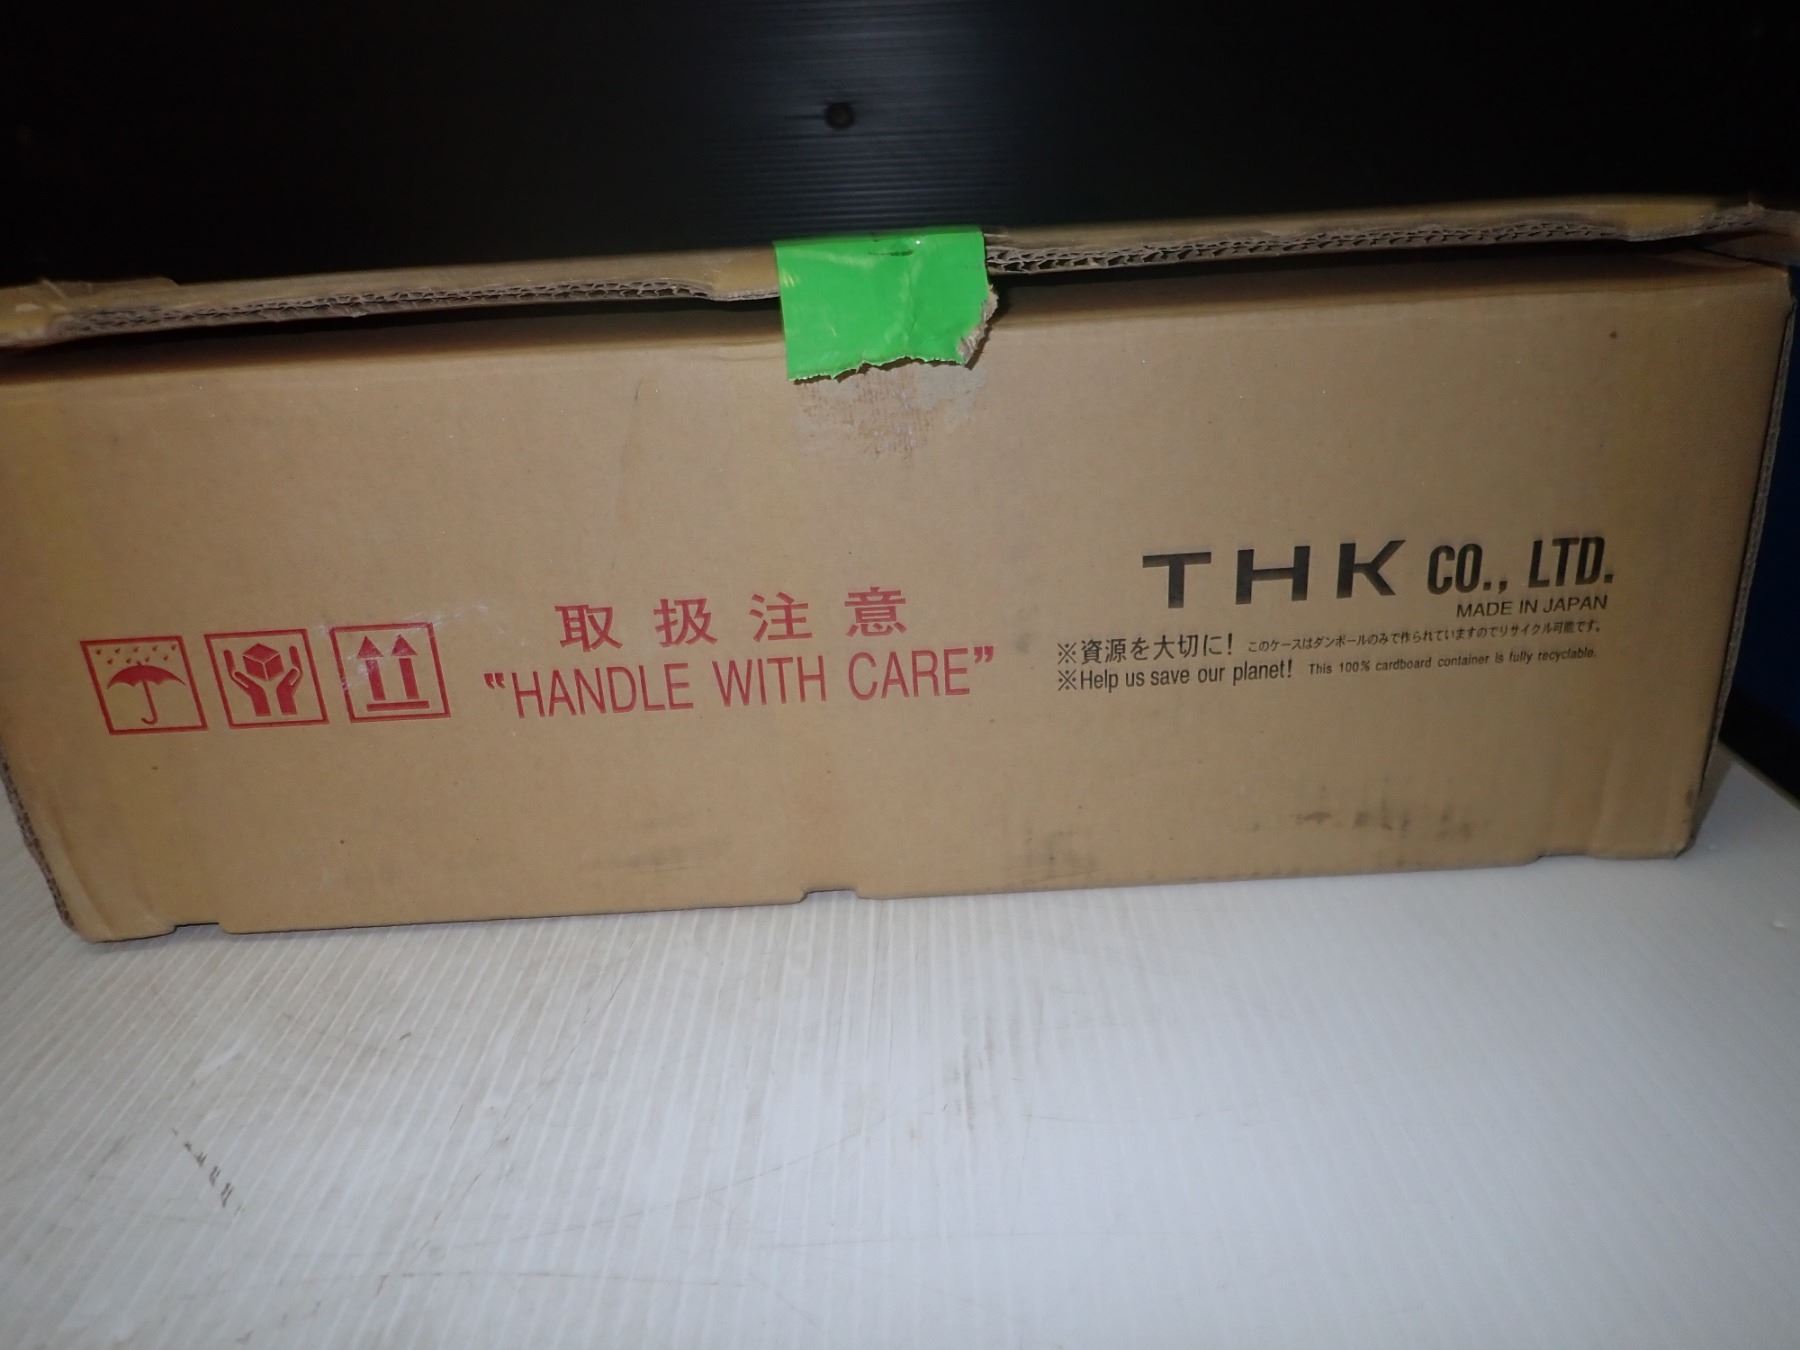 取扱注意
"HANDLE WITH CARE"
THK CO., LTD.
MADE IN JAPAN
※資源を大切に! このケースはダンボールのみで作られていますのでリサイクル可能です。
※Help us save our planet! This 100% cardboard container is fully recyclable.